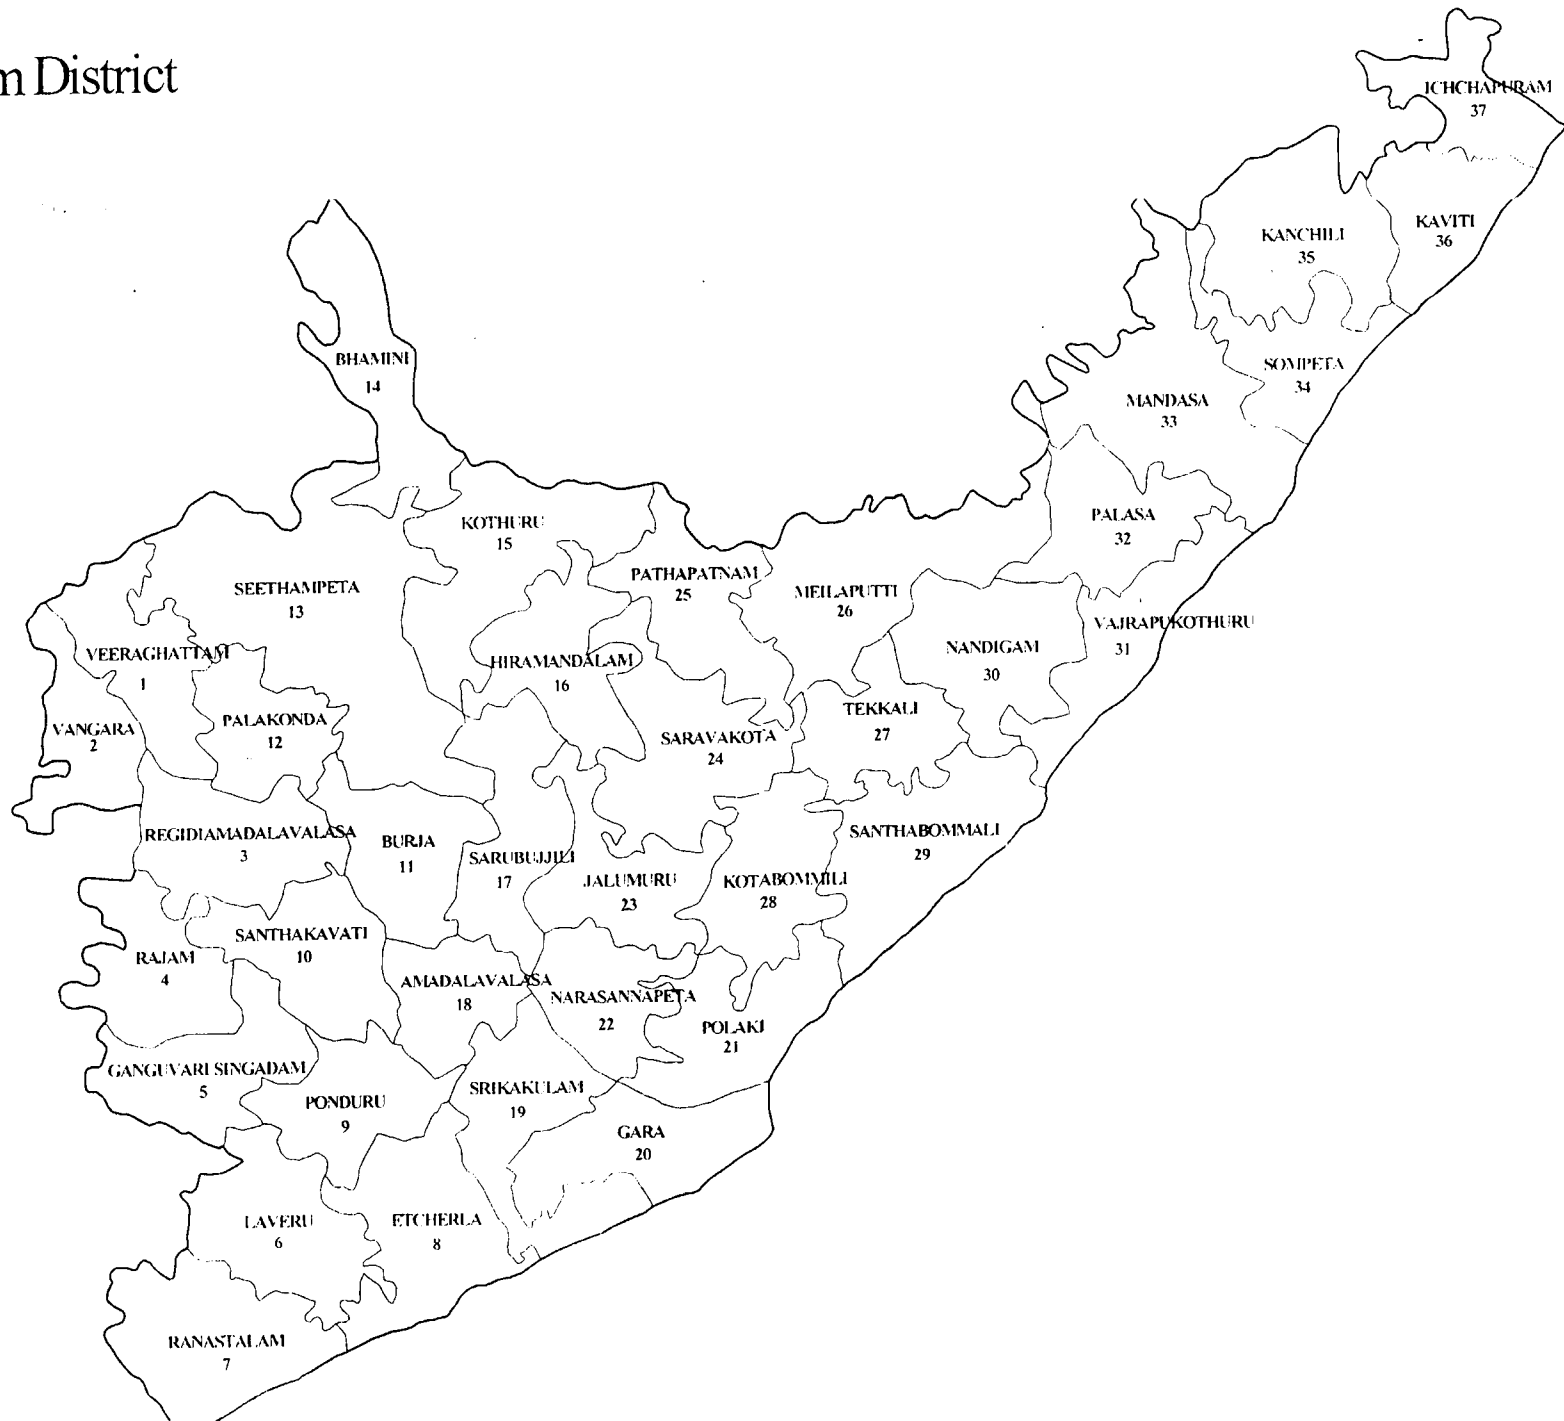 m District
ICHCHAPURAM
37
KAVITI
36
KANCHILI
35
SOMPETA
34
MANDASA
33
BHAMINI
14
KOTHURU
15
PALASA
32
PATHAPATNAM
25
SEETHAMPETA
13
MEILAPUTTI
26
VAJRAPUKOTHURU
31
NANDIGAM
30
VEERAGHATTAM
1
HIRAMANDALAM
16
TEKKALI
27
PALAKONDA
12
VANGARA
2
SARAVAKOTA
24
REGIDIAMADALAVALASA
3
BURJA
11
SARUBUJJILI
17
SANTHABOMMALI
29
JALUMURU
23
KOTABOMMILI
28
SANTHAKAVATI
10
RAJAM
4
AMADALAVALASA
18
NARASANNAPETA
22
POLAKI
21
GANGUVARI SINGADAM
5
PONDURU
9
SRIKAKULAM
19
GARA
20
LAVERU
6
ETCHERLA
8
RANASTALAM
7